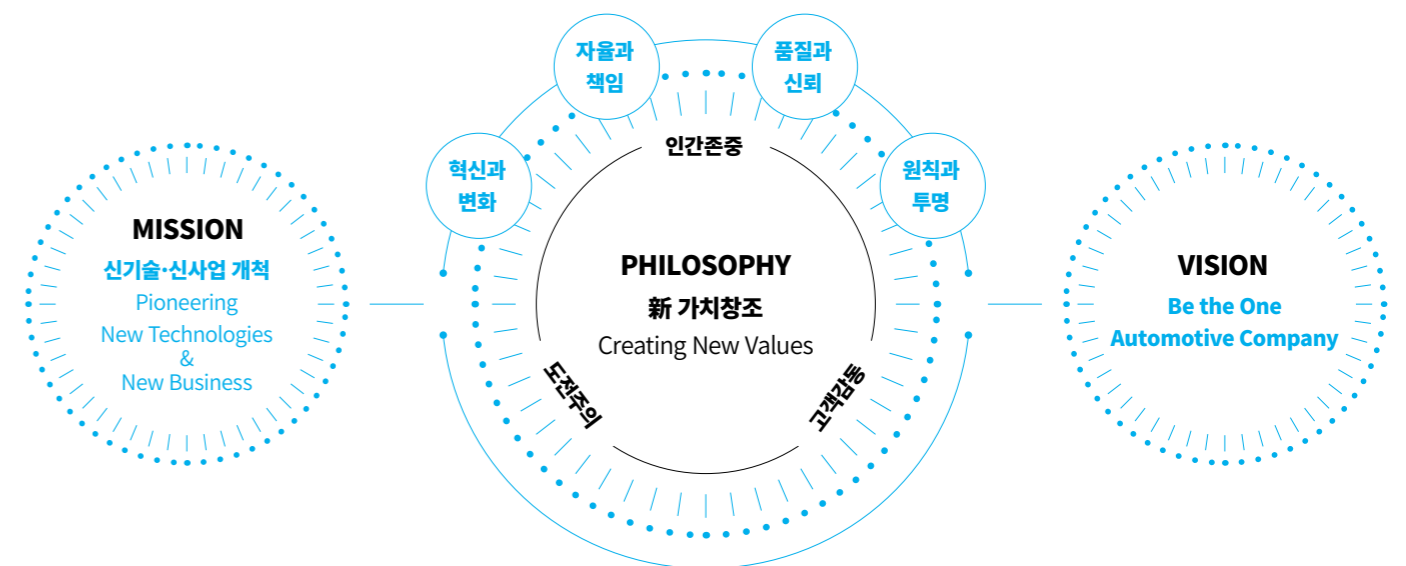 MISSION
신기술·신사업 개척
Pioneering
New Technologies
&
New Business
혁신과
변화
자율과
책임
품질과
신뢰
원칙과
투명
인간존중
PHILOSOPHY
新 가치창조
Creating New Values
도전주의
고객감동
VISION
Be the One
Automotive Company